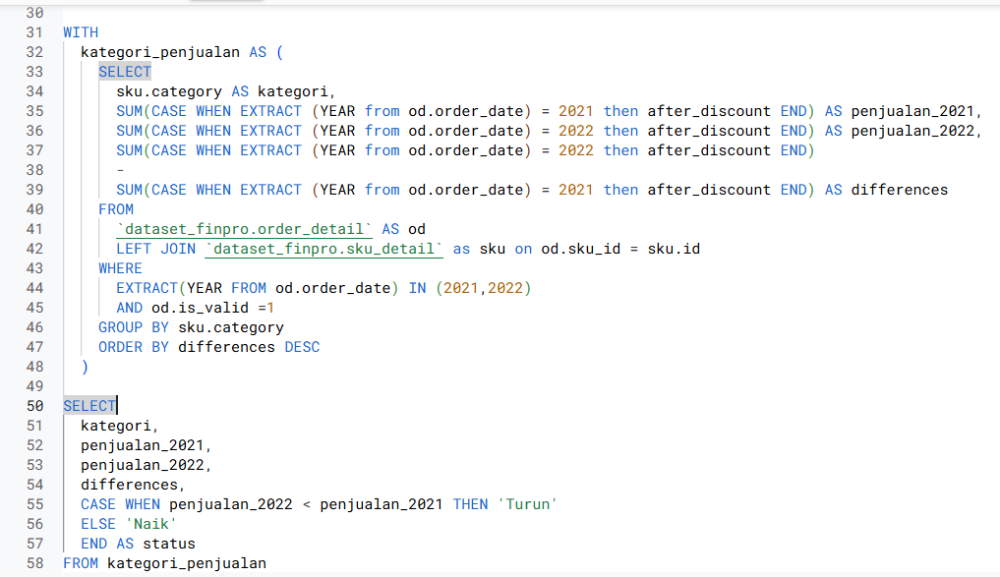 30
31 WITH
32 kategori_penjualan AS (
33 SELECT
34 sku.category AS kategori,
35 SUM(CASE WHEN EXTRACT (YEAR from od.order_date) = 2021 then after_discount END) AS penjualan_2021,
36 SUM(CASE WHEN EXTRACT (YEAR from od.order_date) = 2022 then after_discount END) AS penjualan_2022,
37 SUM(CASE WHEN EXTRACT (YEAR from od.order_date) = 2022 then after_discount END)
38 -
39 SUM(CASE WHEN EXTRACT (YEAR from od.order_date) = 2021 then after_discount END) AS differences
40 FROM
41 `dataset_finpro.order_detail` AS od
42 LEFT JOIN `dataset_finpro.sku_detail` as sku on od.sku_id = sku.id
43 WHERE
44 EXTRACT(YEAR FROM od.order_date) IN (2021,2022)
45 AND od.is_valid =1
46 GROUP BY sku.category
47 ORDER BY differences DESC
48 )
49
50 SELECT
51 kategori,
52 penjualan_2021,
53 penjualan_2022,
54 differences,
55 CASE WHEN penjualan_2022 < penjualan_2021 THEN 'Turun'
56 ELSE 'Naik'
57 END AS status
58 FROM kategori_penjualan